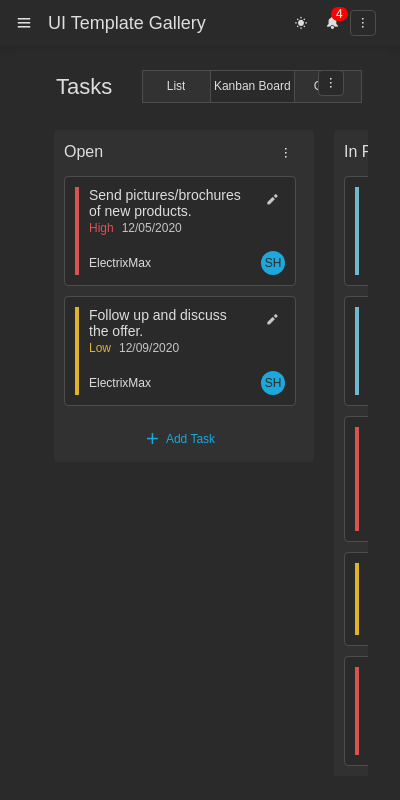 UI Template Gallery
4
Tasks
List
Kanban Board
Open
Send pictures/brochures
of new products.
High 12/05/2020
ElectrixMax
SH
Follow up and discuss
the offer.
Low 12/09/2020
ElectrixMax
SH
Add Task
In